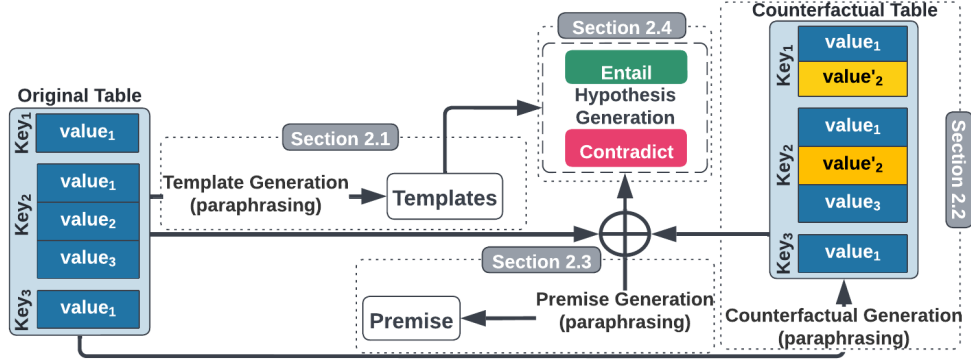 Original Table
Key1
value1
Key2
value1
value2
value3
Key3
value1
Section 2.1
Template Generation
(paraphrasing)
Templates
Section 2.4
Entail
Hypothesis
Generation
Contradict
Section 2.3
Premise
Premise Generation
(paraphrasing)
Counterfactual Table
Key1
value1
value'2
Key2
value1
value'2
value3
Key3
value1
Section 2.2
Counterfactual Generation
(paraphrasing)